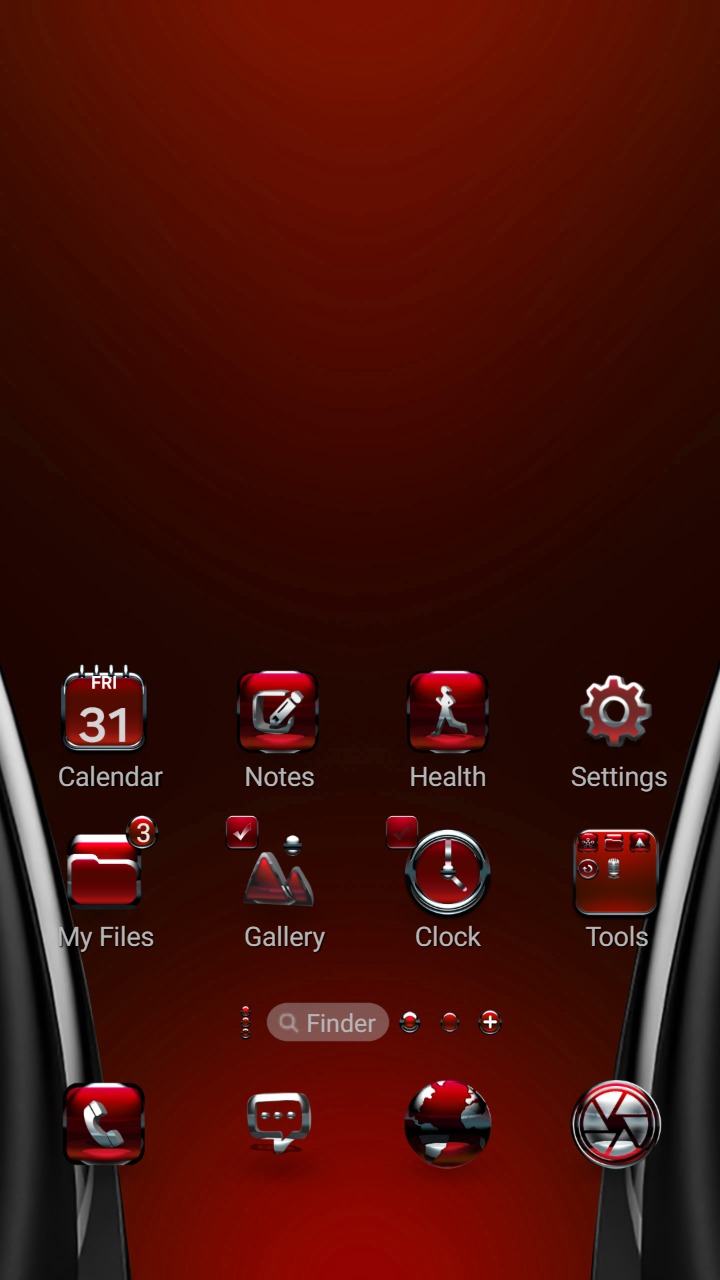 FRI
31
Calendar
Notes
Health
Settings
3
My Files
Gallery
Clock
Tools
Finder